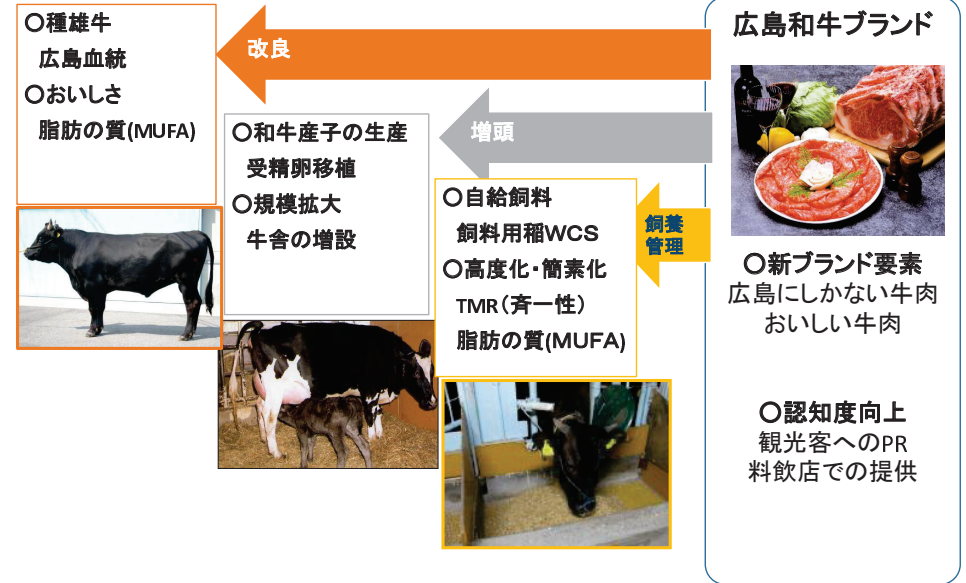 ○種雄牛
広島血統
○おいしさ
脂肪の質(MUFA)
改良
○和牛産子の生産
受精卵移植
○規模拡大
牛舎の増設
増頭
○自給飼料
飼料用稲WCS
○高度化・簡素化
TMR(斉一性)
脂肪の質(MUFA)
飼養
管理
広島和牛ブランド
○新ブランド要素
広島にしかない牛肉
おいしい牛肉
○認知度向上
観光客へのPR
料飲店での提供